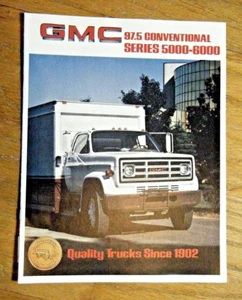 GMC 97.5 CONVENTIONAL
SERIES 5000-6000
GMC
Quality Trucks Since 1902